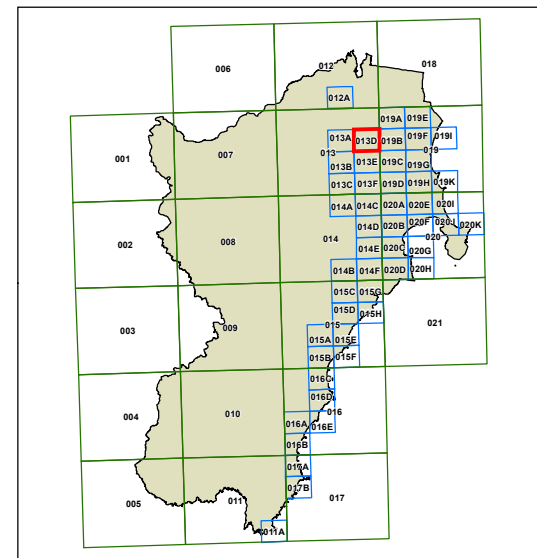 006
012
018
012A
019A 019E
013A 013D 019B 019F 019I
001 007 013 019
013B 013E 019C 019G
013C 013F 019D 019H 019K
014A 014C 020A 020E 020I
014D 020B 020F 020J 020K
002 008 014 020
014E 020C 020G
014B 014F 020D 020H
015C 015G
015D 015H
003 009 015 021
015A 015E
015B 015F
016C
016D
004 010 016
016A 016E
016B
017A
017B
005 011 017
011A